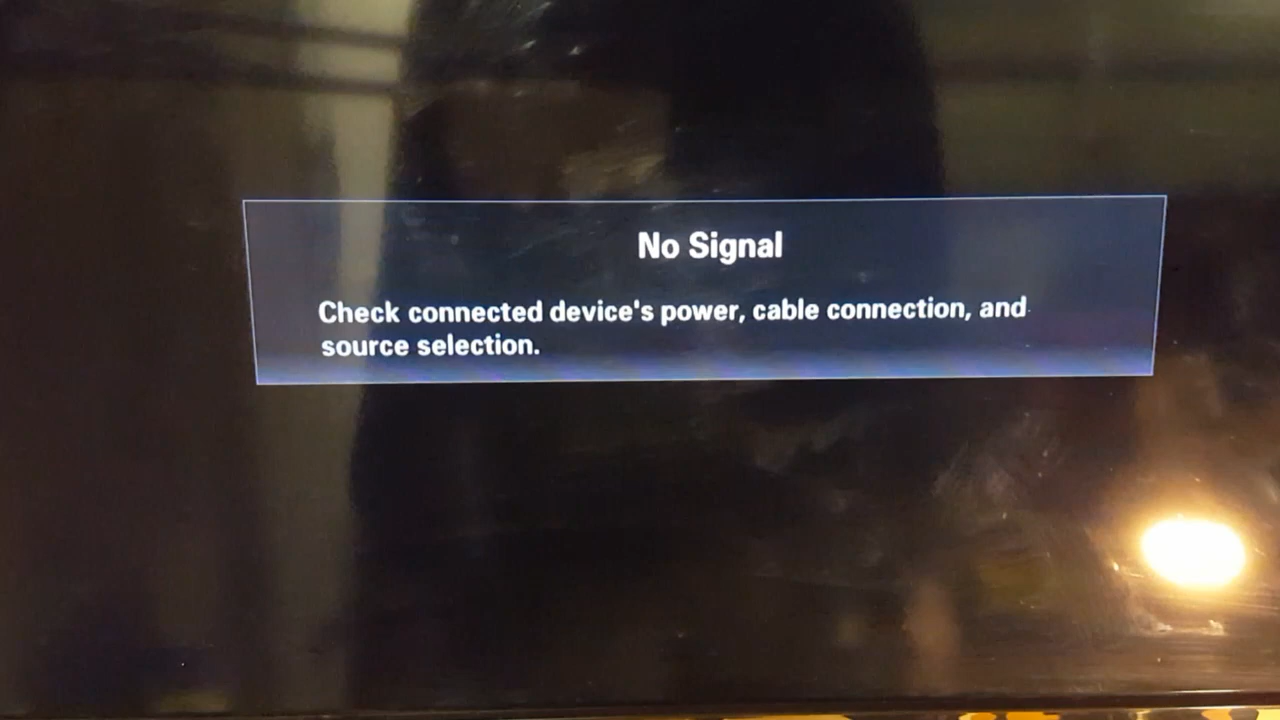 No Signal
Check connected device's power, cable connection, and
source selection.